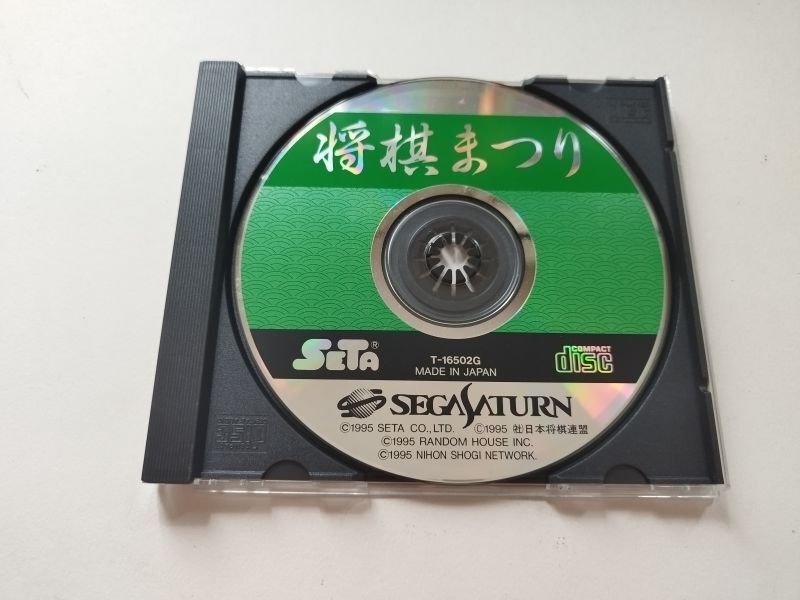 将棋まつり
SETA®
T-16502G
MADE IN JAPAN
COMPACT
disc
SEGA SATURN
©1995 SETA CO.,LTD. ©1995 ㈳日本将棋連盟
©1995 RANDOM HOUSE INC.
©1995 NIHON SHOGI NETWORK.